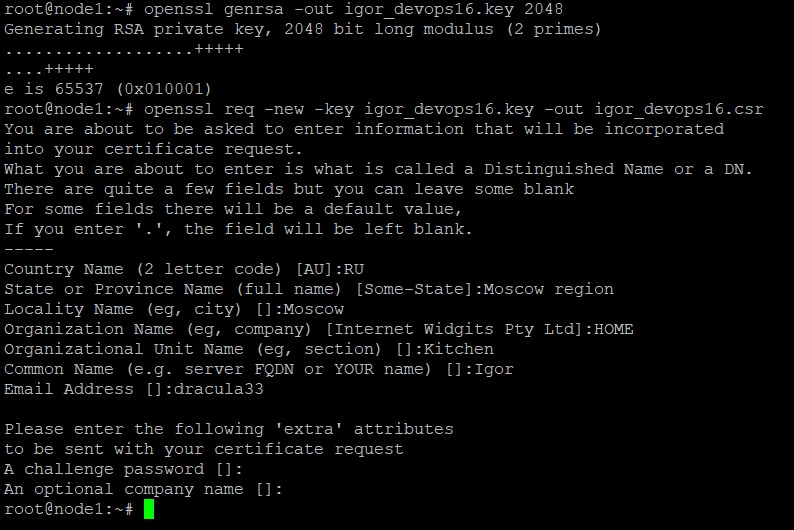 root@node1:~# openssl genrsa -out igor_devops16.key 2048
Generating RSA private key, 2048 bit long modulus (2 primes)
...................+++++
....+++++
e is 65537 (0x010001)
root@node1:~# openssl req -new -key igor_devops16.key -out igor_devops16.csr
You are about to be asked to enter information that will be incorporated
into your certificate request.
What you are about to enter is what is called a Distinguished Name or a DN.
There are quite a few fields but you can leave some blank
For some fields there will be a default value,
If you enter '.', the field will be left blank.
-----
Country Name (2 letter code) [AU]:RU
State or Province Name (full name) [Some-State]:Moscow region
Locality Name (eg, city) []:Moscow
Organization Name (eg, company) [Internet Widgits Pty Ltd]:HOME
Organizational Unit Name (eg, section) []:Kitchen
Common Name (e.g. server FQDN or YOUR name) []:Igor
Email Address []:dracula33

Please enter the following 'extra' attributes
to be sent with your certificate request
A challenge password []:
An optional company name []:
root@node1:~#